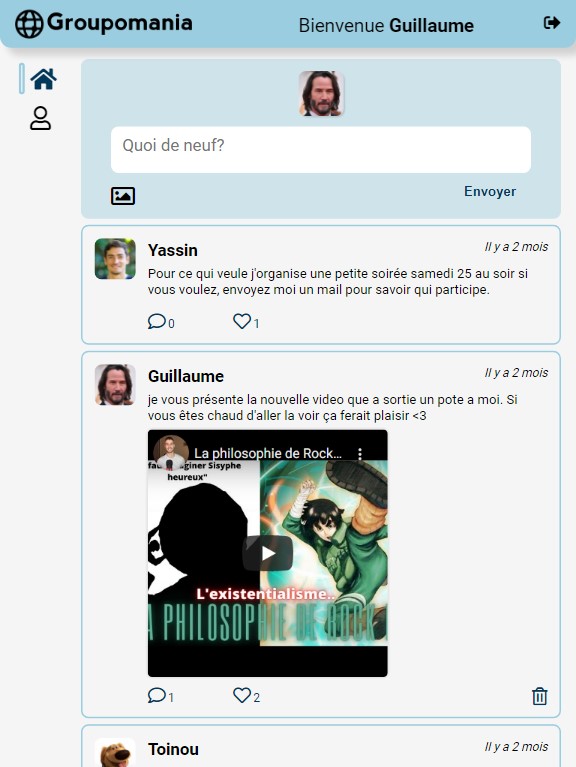 Groupomania
Bienvenue Guillaume
Quoi de neuf?
Envoyer
Yassin
Il y a 2 mois
Pour ce qui veule j'organise une petite soirée samedi 25 au soir si
vous voulez, envoyez moi un mail pour savoir qui participe.
0
1
Guillaume
Il y a 2 mois
je vous présente la nouvelle video que a sortie un pote a moi. Si
vous êtes chaud d'aller la voir ça ferait plaisir <3
La philosophie de Rock...
giner Sisyphe
heureux"
L'existentialisme..
A PHILOSOPHIE DE ROCK
1
2
Toinou
Il y a 2 mois